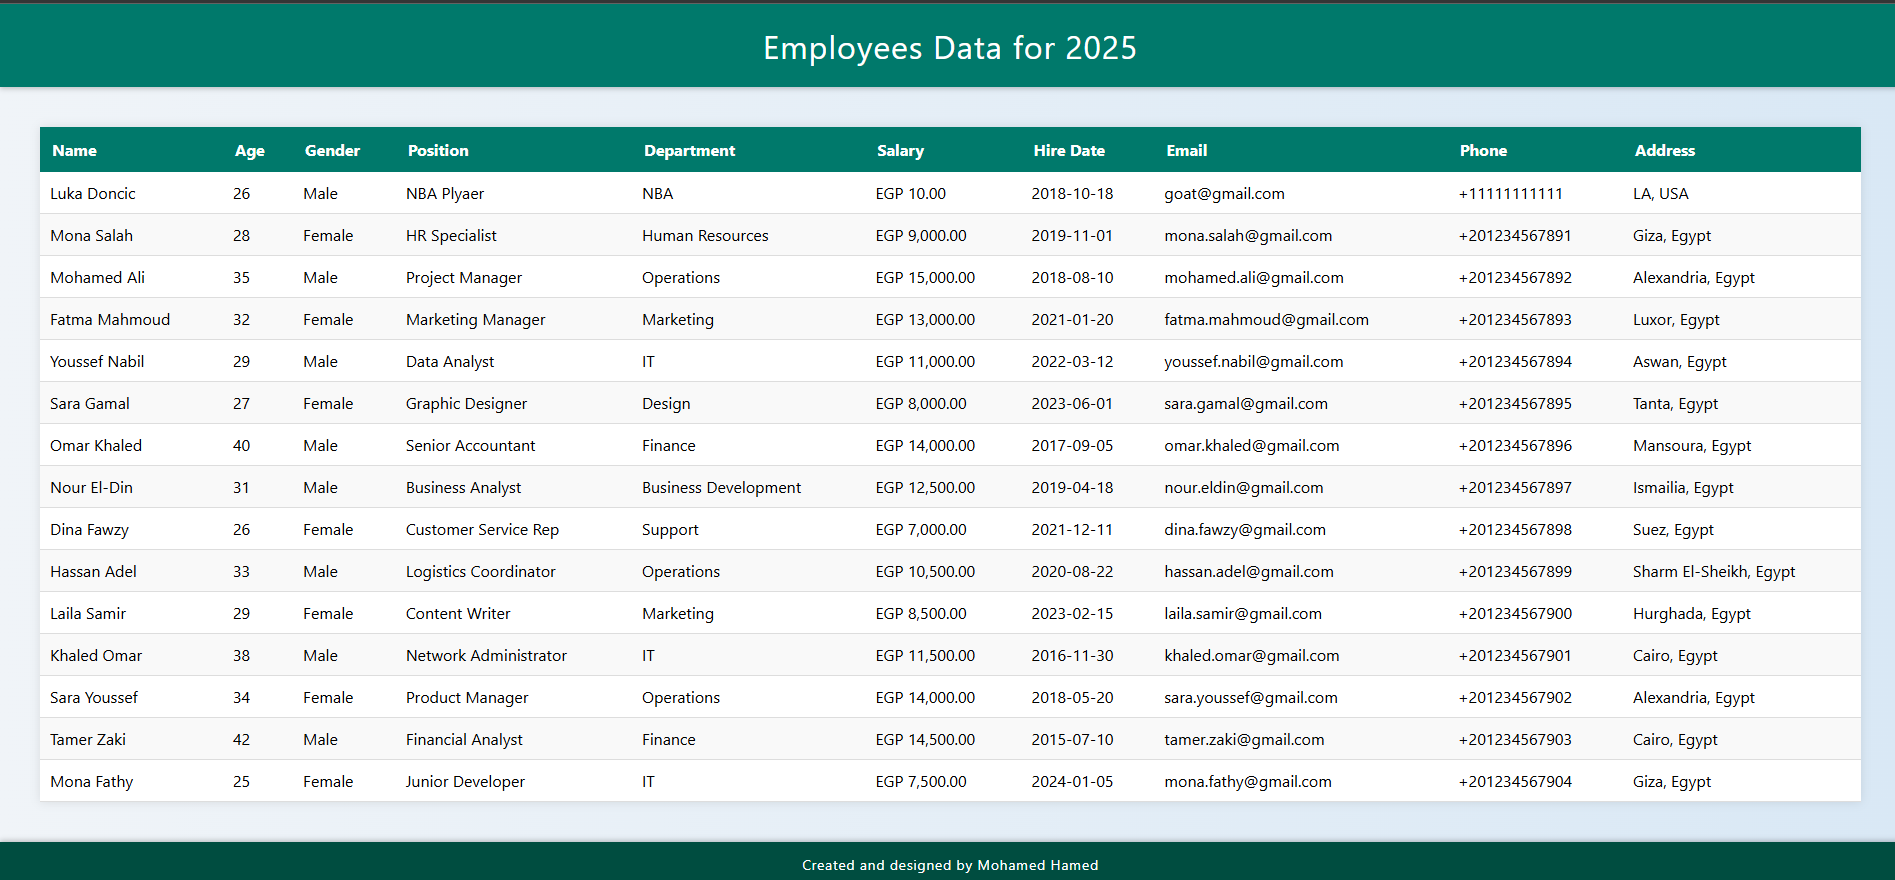 Employees Data for 2025
Name Age Gender Position Department Salary Hire Date Email Phone Address
Luka Doncic 26 Male NBA Plyaer NBA EGP 10.00 2018-10-18 goat@gmail.com +11111111111 LA, USA
Mona Salah 28 Female HR Specialist Human Resources EGP 9,000.00 2019-11-01 mona.salah@gmail.com +201234567891 Giza, Egypt
Mohamed Ali 35 Male Project Manager Operations EGP 15,000.00 2018-08-10 mohamed.ali@gmail.com +201234567892 Alexandria, Egypt
Fatma Mahmoud 32 Female Marketing Manager Marketing EGP 13,000.00 2021-01-20 fatma.mahmoud@gmail.com +201234567893 Luxor, Egypt
Youssef Nabil 29 Male Data Analyst IT EGP 11,000.00 2022-03-12 youssef.nabil@gmail.com +201234567894 Aswan, Egypt
Sara Gamal 27 Female Graphic Designer Design EGP 8,000.00 2023-06-01 sara.gamal@gmail.com +201234567895 Tanta, Egypt
Omar Khaled 40 Male Senior Accountant Finance EGP 14,000.00 2017-09-05 omar.khaled@gmail.com +201234567896 Mansoura, Egypt
Nour El-Din 31 Male Business Analyst Business Development EGP 12,500.00 2019-04-18 nour.eldin@gmail.com +201234567897 Ismailia, Egypt
Dina Fawzy 26 Female Customer Service Rep Support EGP 7,000.00 2021-12-11 dina.fawzy@gmail.com +201234567898 Suez, Egypt
Hassan Adel 33 Male Logistics Coordinator Operations EGP 10,500.00 2020-08-22 hassan.adel@gmail.com +201234567899 Sharm El-Sheikh, Egypt
Laila Samir 29 Female Content Writer Marketing EGP 8,500.00 2023-02-15 laila.samir@gmail.com +201234567900 Hurghada, Egypt
Khaled Omar 38 Male Network Administrator IT EGP 11,500.00 2016-11-30 khaled.omar@gmail.com +201234567901 Cairo, Egypt
Sara Youssef 34 Female Product Manager Operations EGP 14,000.00 2018-05-20 sara.youssef@gmail.com +201234567902 Alexandria, Egypt
Tamer Zaki 42 Male Financial Analyst Finance EGP 14,500.00 2015-07-10 tamer.zaki@gmail.com +201234567903 Cairo, Egypt
Mona Fathy 25 Female Junior Developer IT EGP 7,500.00 2024-01-05 mona.fathy@gmail.com +201234567904 Giza, Egypt
Created and designed by Mohamed Hamed